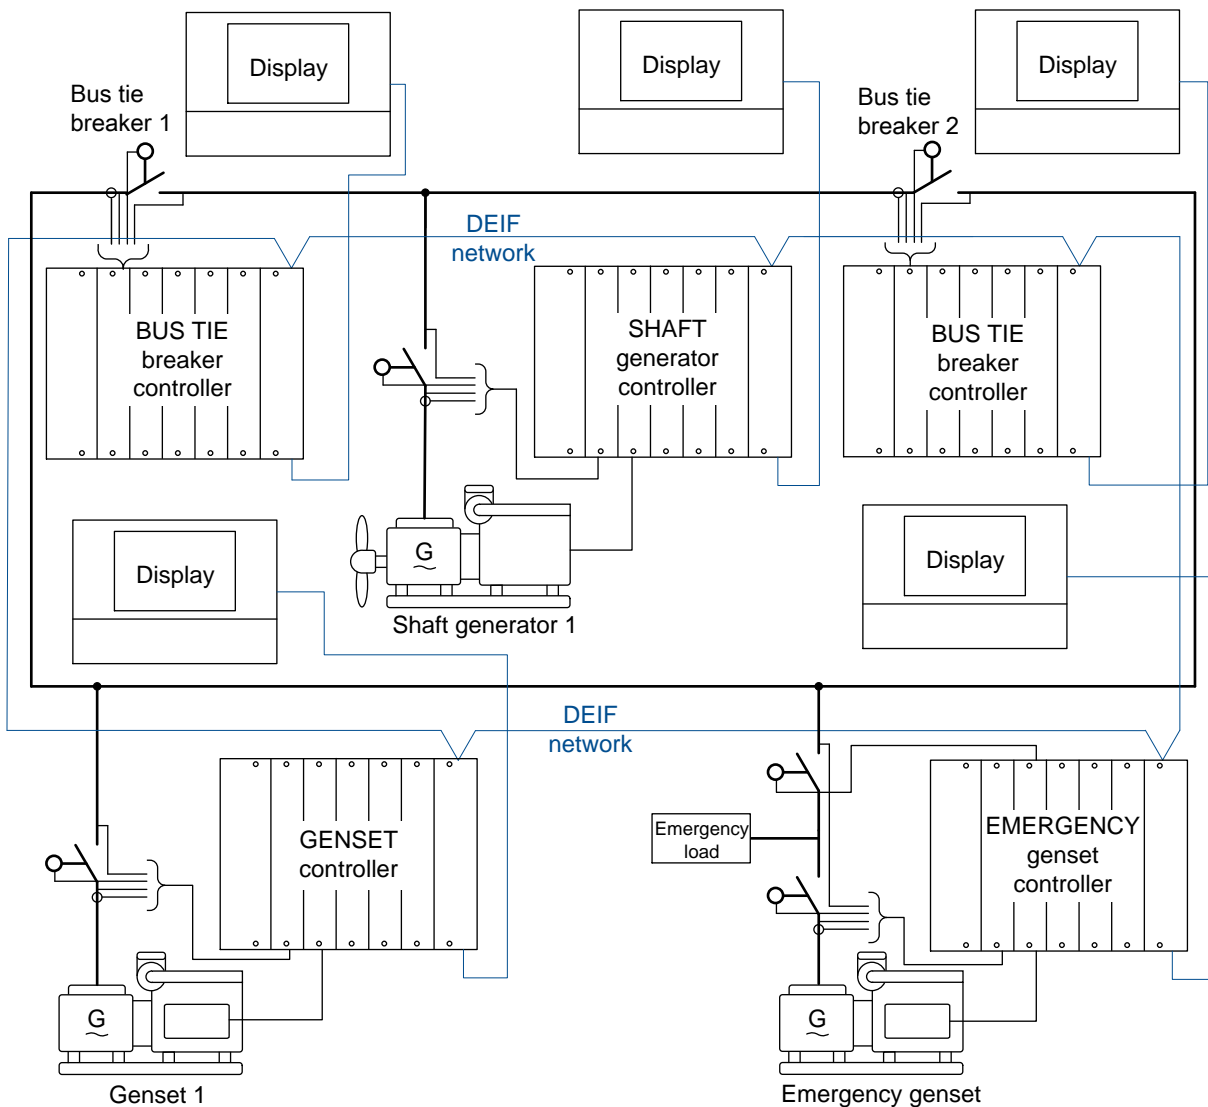 Display
Display
Display
Bus tie
breaker 1
Bus tie
breaker 2
DEIF
network
BUS TIE
breaker
controller
SHAFT
generator
controller
BUS TIE
breaker
controller
G
Shaft generator 1
Display
Display
DEIF
network
GENSET
controller
Emergency
load
EMERGENCY
genset
controller
G
Genset 1
G
Emergency genset